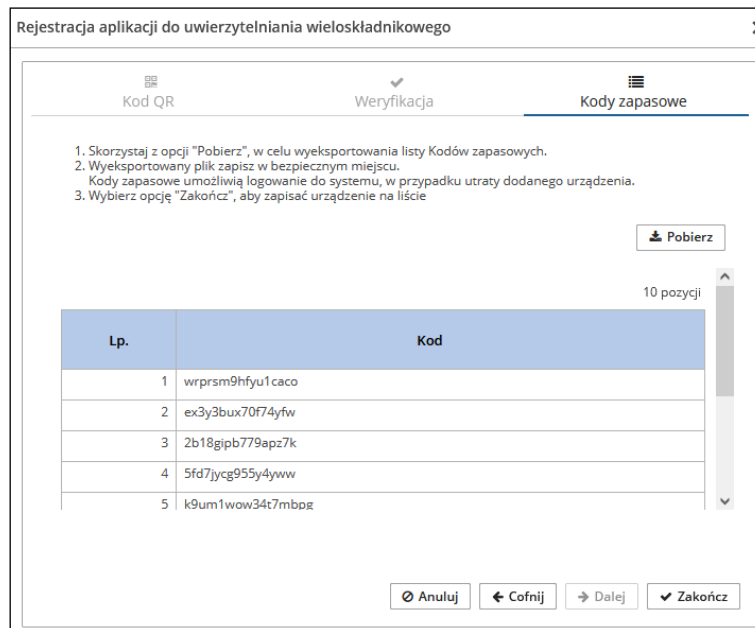 Rejestracja aplikacji do uwierzytelniania wieloskładnikowego
Kod QR
Weryfikacja
Kody zapasowe
1. Skorzystaj z opcji "Pobierz", w celu wyeksportowania listy Kodów zapasowych.
2. Wyeksportowany plik zapisz w bezpiecznym miejscu.
Kody zapasowe umożliwią logowanie do systemu, w przypadku utraty dodanego urządzenia.
3. Wybierz opcję "Zakończ", aby zapisać urządzenie na liście
Pobierz
10 pozycji
Lp. Kod
1 wrprsm9hfyu1caco
2 ex3y3bux70f74yfw
3 2b18gipb779apz7k
4 5fd7jycg955y4yww
5 k9um1wow34t7mbpg
Anuluj Cofnij Dalej Zakończ